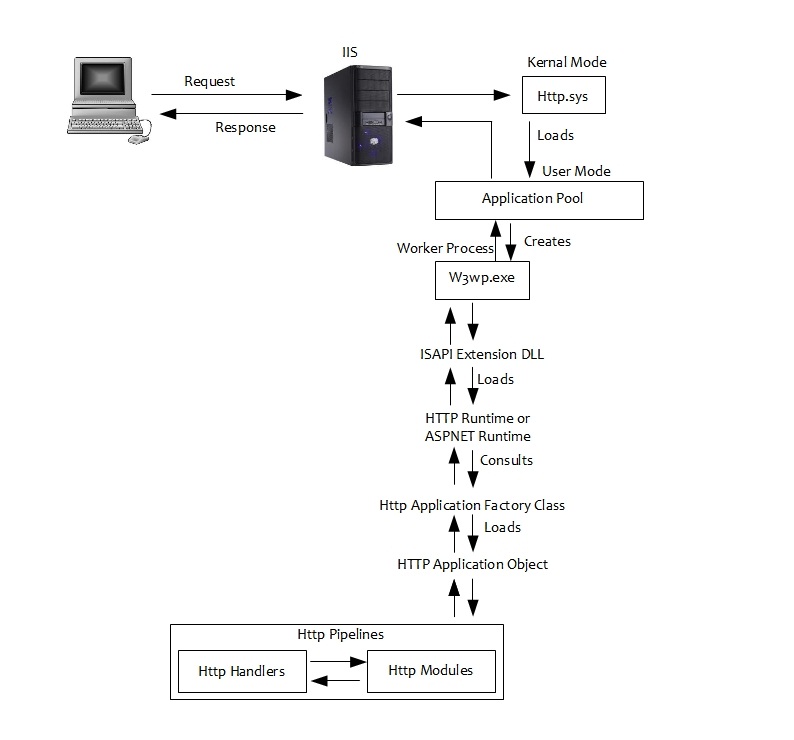 IIS
Kernal Mode
Request
Http.sys
Response
Loads
User Mode
Application Pool
Worker Process
Creates
W3wp.exe
ISAPI Extension DLL
Loads
HTTP Runtime or
ASPNET Runtime
Consults
Http Application Factory Class
Loads
HTTP Application Object
Http Pipelines
Http Handlers
Http Modules